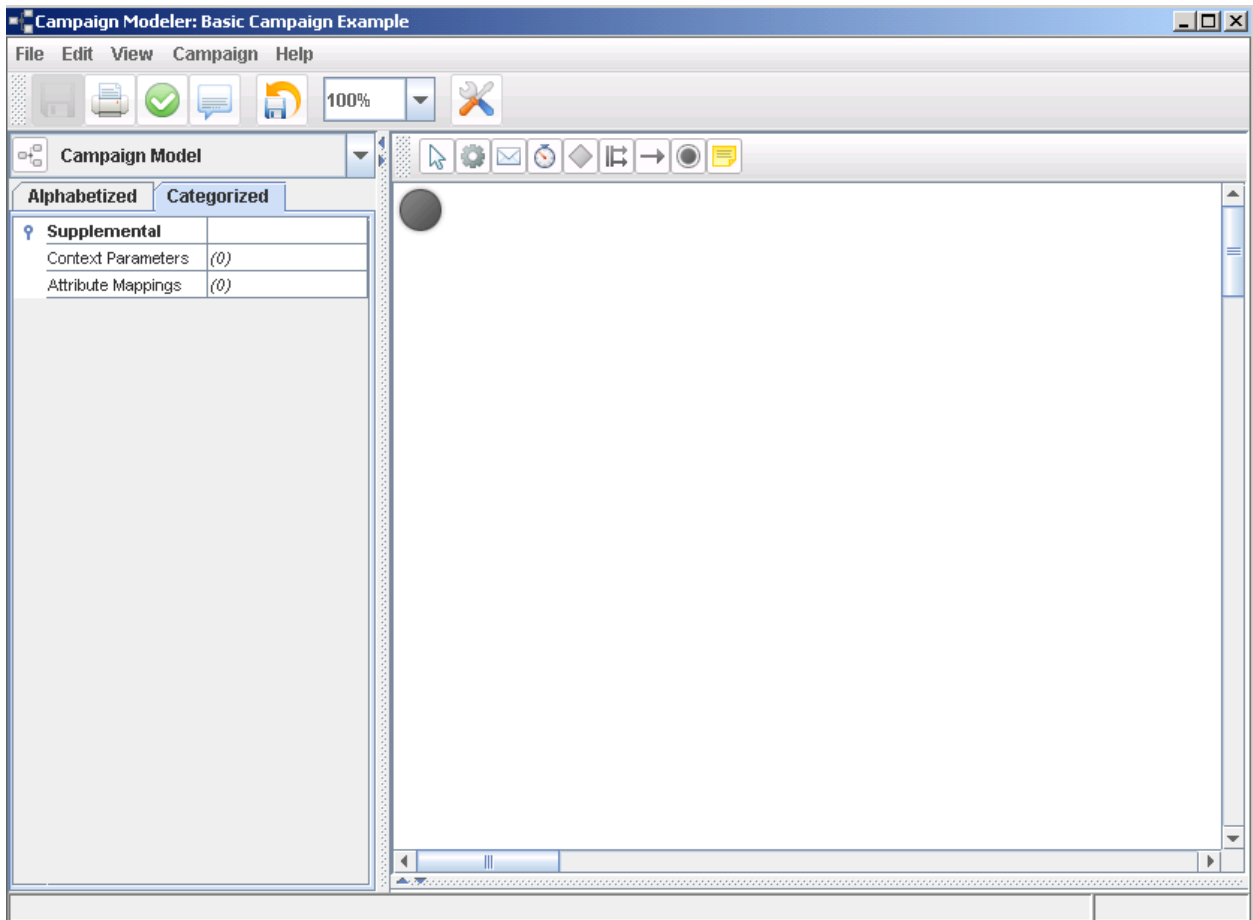 Campaign Modeler: Basic Campaign Example
File Edit View Campaign Help
100%
Campaign Model
Alphabetized Categorized
Supplemental
Context Parameters (0)
Attribute Mappings (0)